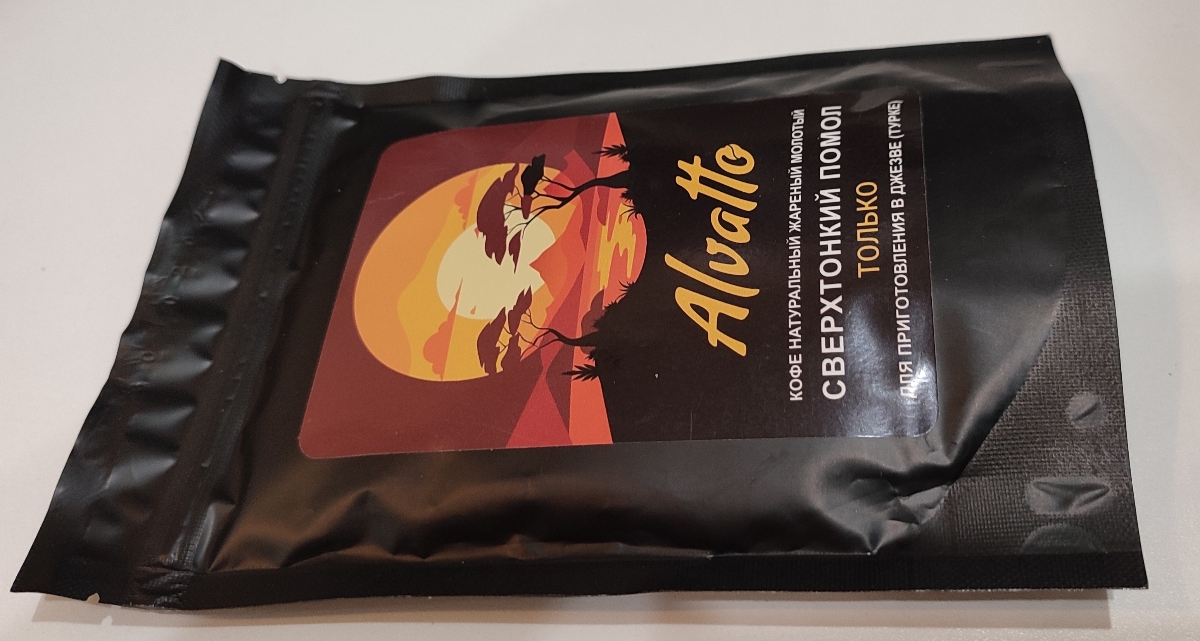 Alvatto
КОФЕ НАТУРАЛЬНЫЙ ЖАРЕНЫЙ МОЛОТЫЙ
СВЕРХТОНКИЙ ПОМОЛ
ТОЛЬКО
ДЛЯ ПРИГОТОВЛЕНИЯ В ДЖЕЗВЕ (ТУРКЕ)